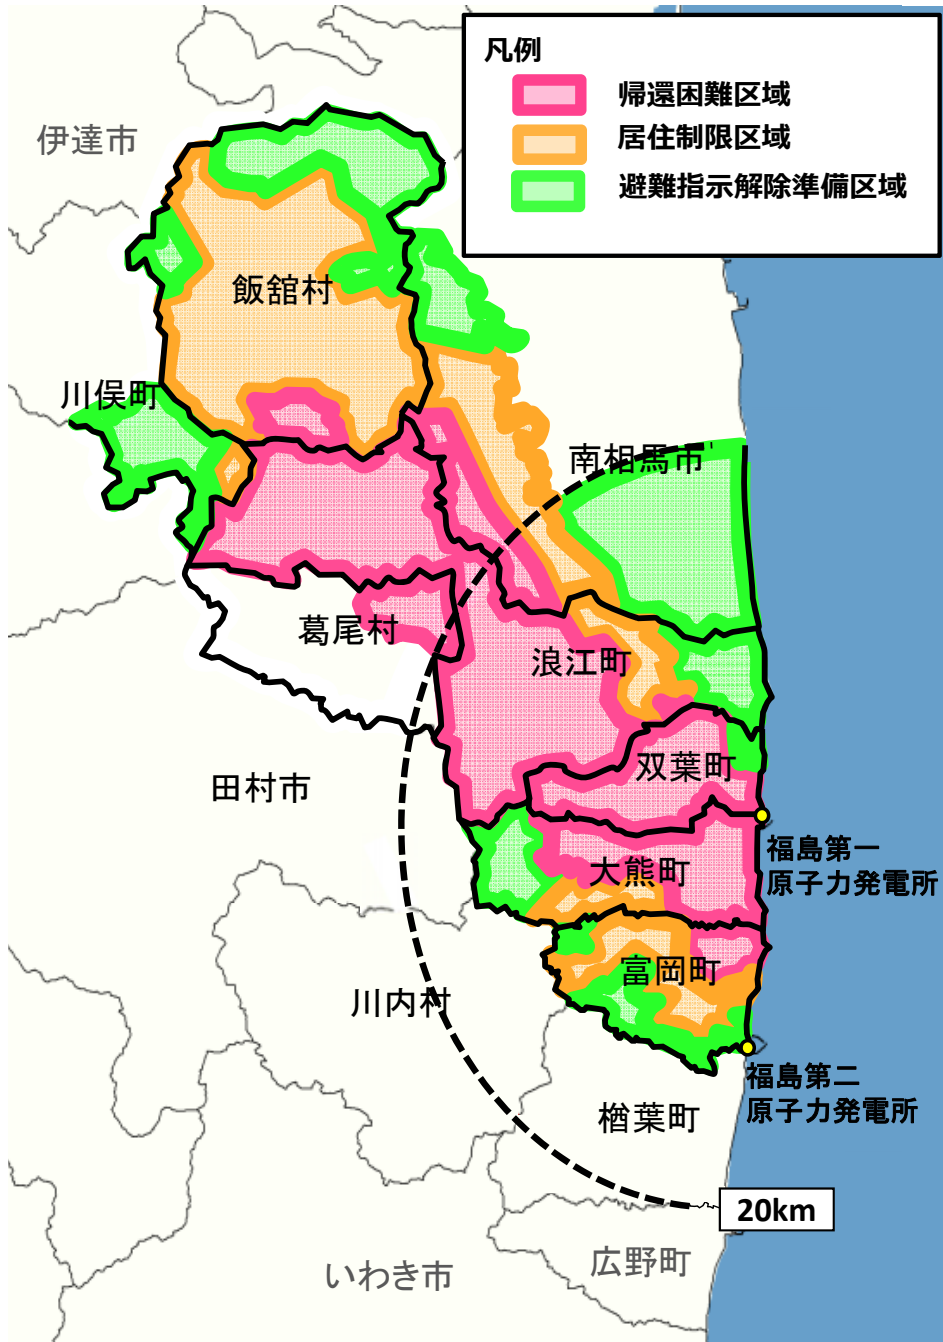 凡例
帰還困難区域
居住制限区域
避難指示解除準備区域
伊達市
飯舘村
川俣町
南相馬市
葛尾村
浪江町
田村市
双葉町
福島第一
原子力発電所
大熊町
富岡町
川内村
福島第二
原子力発電所
楢葉町
20km
広野町
いわき市